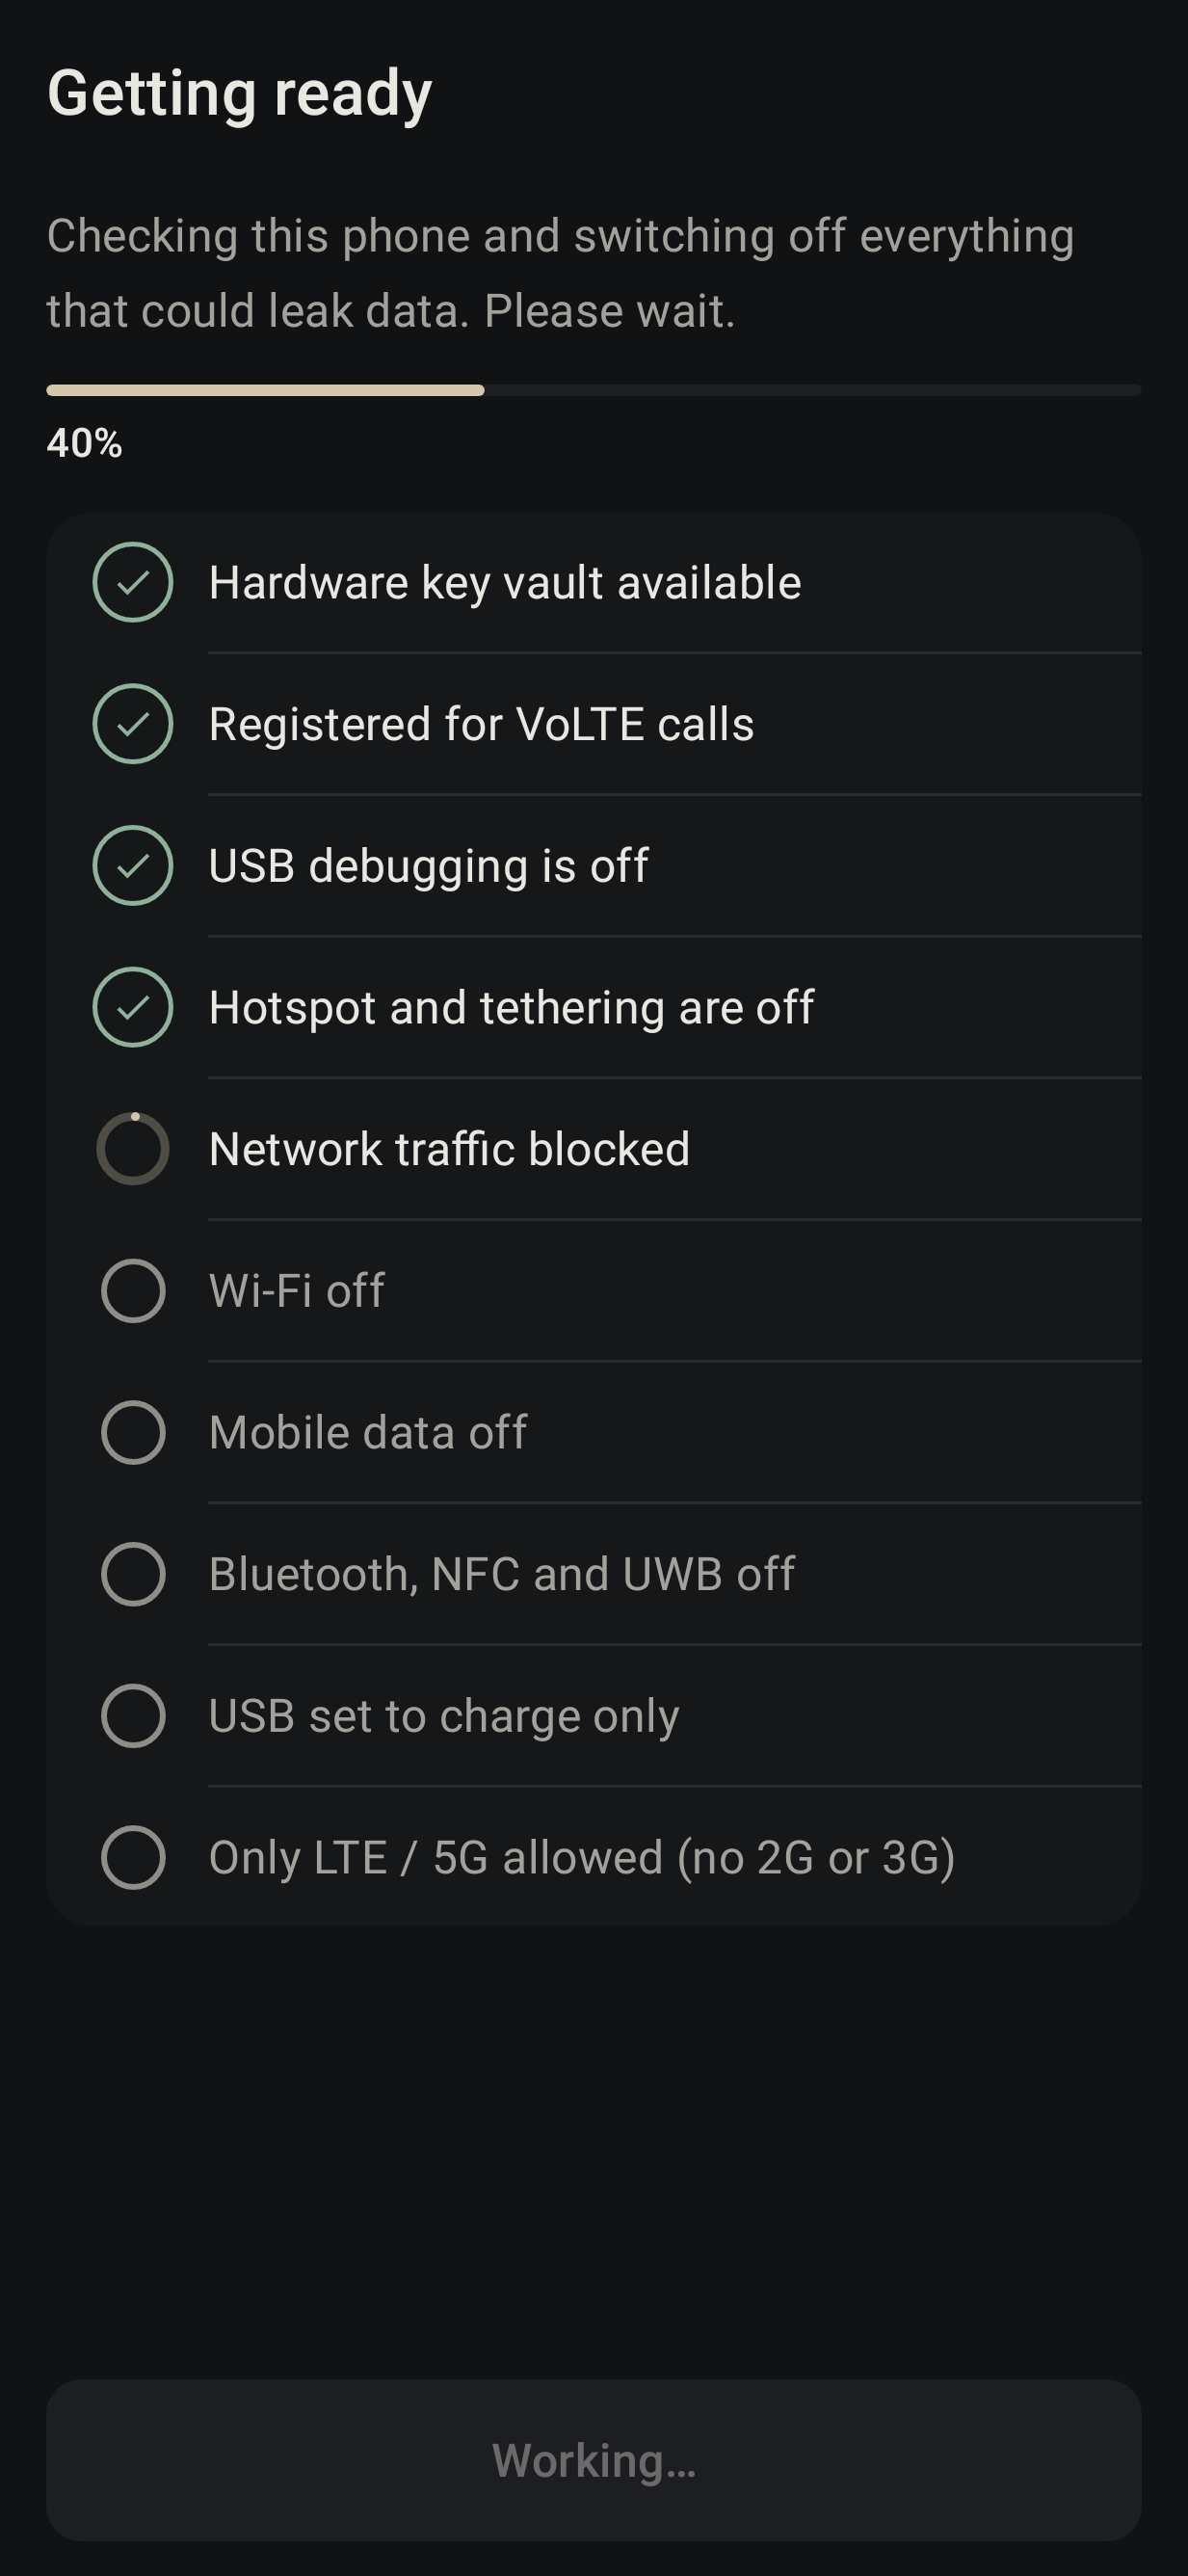 Getting ready
Checking this phone and switching off everything
that could leak data. Please wait.
40%
Hardware key vault available
Registered for VoLTE calls
USB debugging is off
Hotspot and tethering are off
Network traffic blocked
Wi-Fi off
Mobile data off
Bluetooth, NFC and UWB off
USB set to charge only
Only LTE / 5G allowed (no 2G or 3G)
Working…